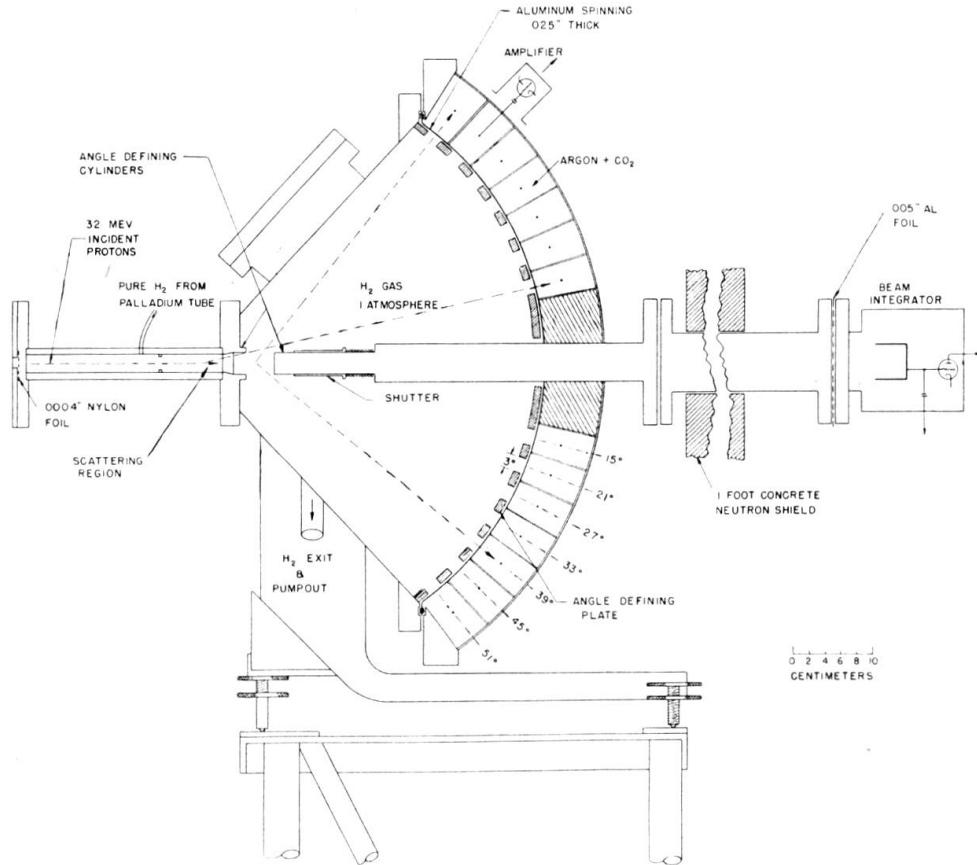 ALUMINUM SPINNING
.025" THICK
AMPLIFIER
ANGLE DEFINING
CYLINDERS
ARGON + CO₂
.005" AL
FOIL
32 MEV
INCIDENT
PROTONS
PURE H₂ FROM
PALLADIUM TUBE
H₂ GAS
1 ATMOSPHERE
BEAM
INTEGRATOR
SHUTTER
.0004" NYLON
FOIL
SCATTERING
REGION
3°
15°
21°
27°
33°
39°
45°
51°
1 FOOT CONCRETE
NEUTRON SHIELD
H₂ EXIT
&
PUMPOUT
ANGLE DEFINING
PLATE
0 2 4 6 8 10
CENTIMETERS